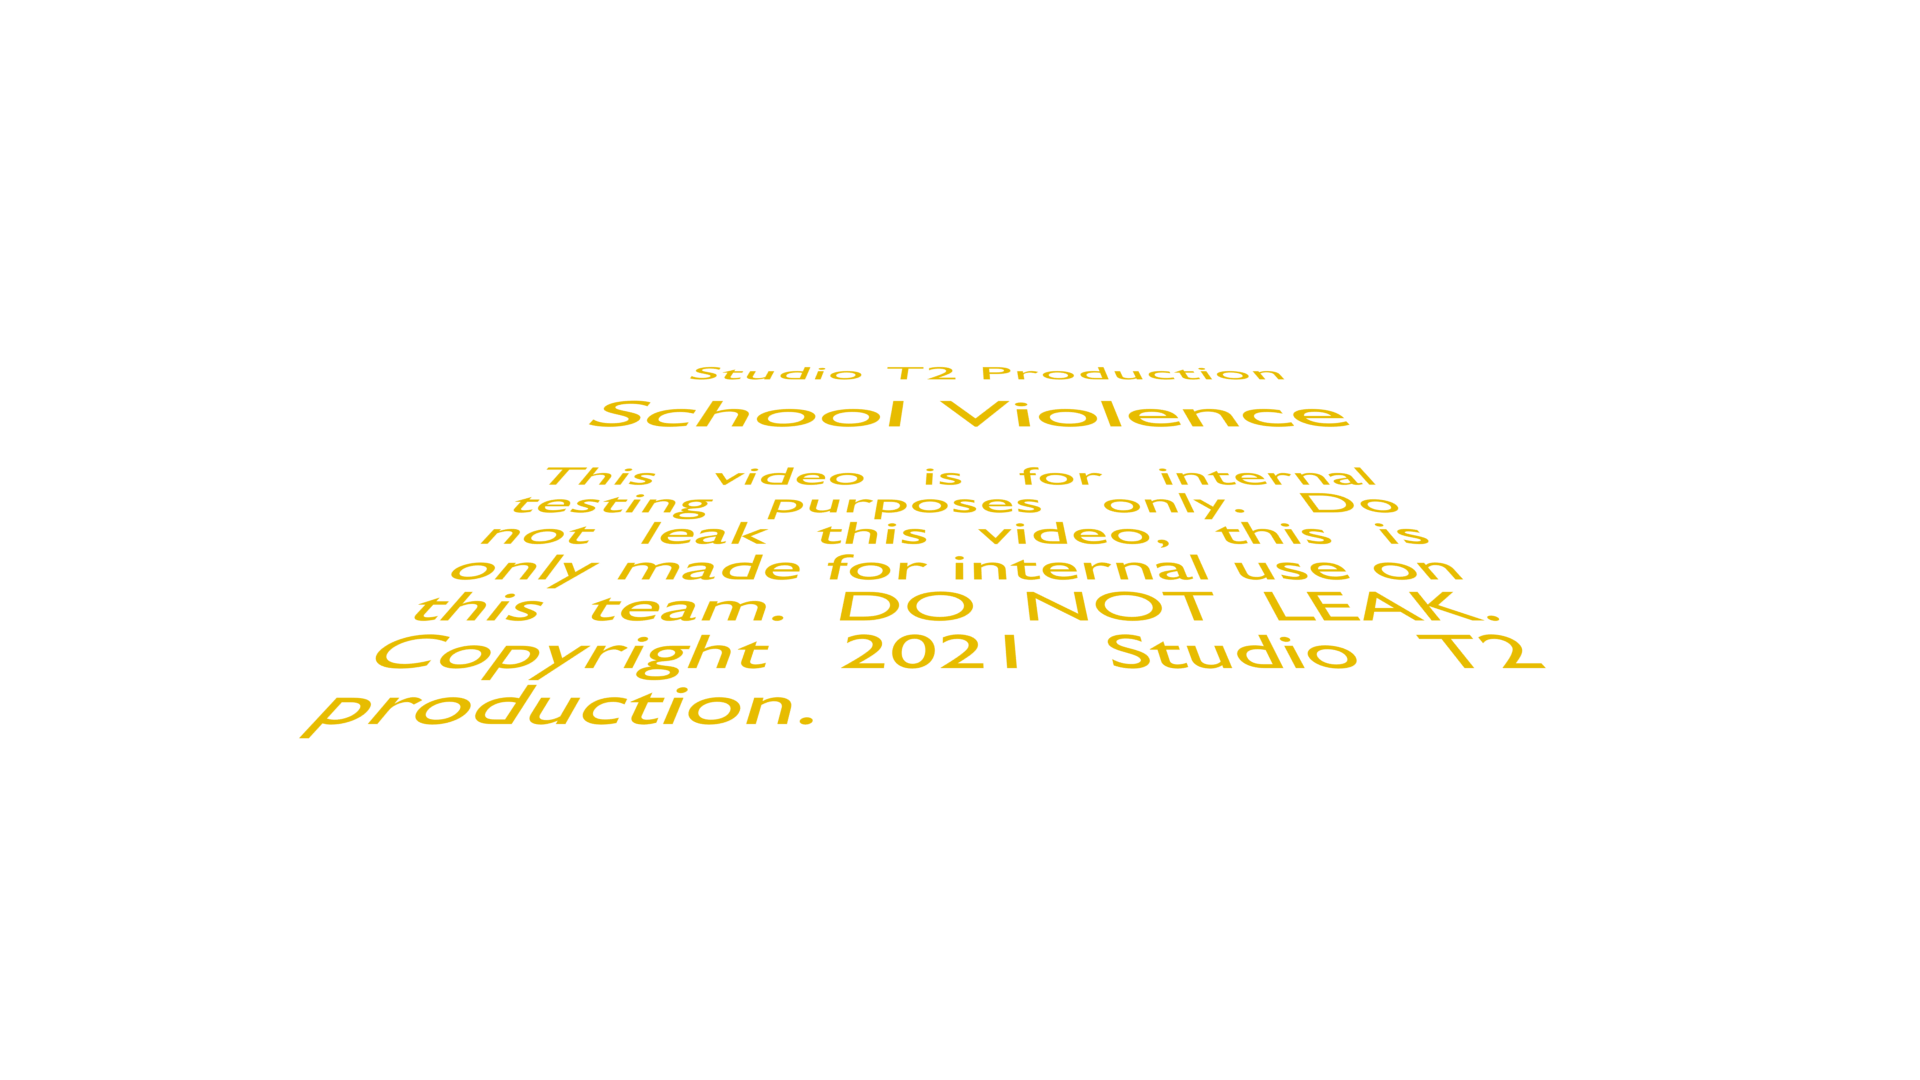 Studio T2 Production
School Violence
This video is for internal
testing purposes only. Do
not leak this video, this is
only made for internal use on
this team. DO NOT LEAK.
Copyright 2021 Studio T2
production.